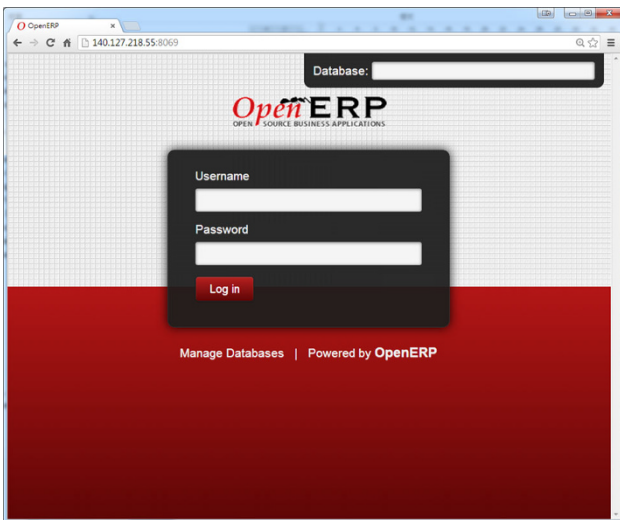 OpenERP
140.127.218.55:8069
Database:
OpenERP
OPEN SOURCE BUSINESS APPLICATIONS
Username
Password
Log in
Manage Databases | Powered by OpenERP